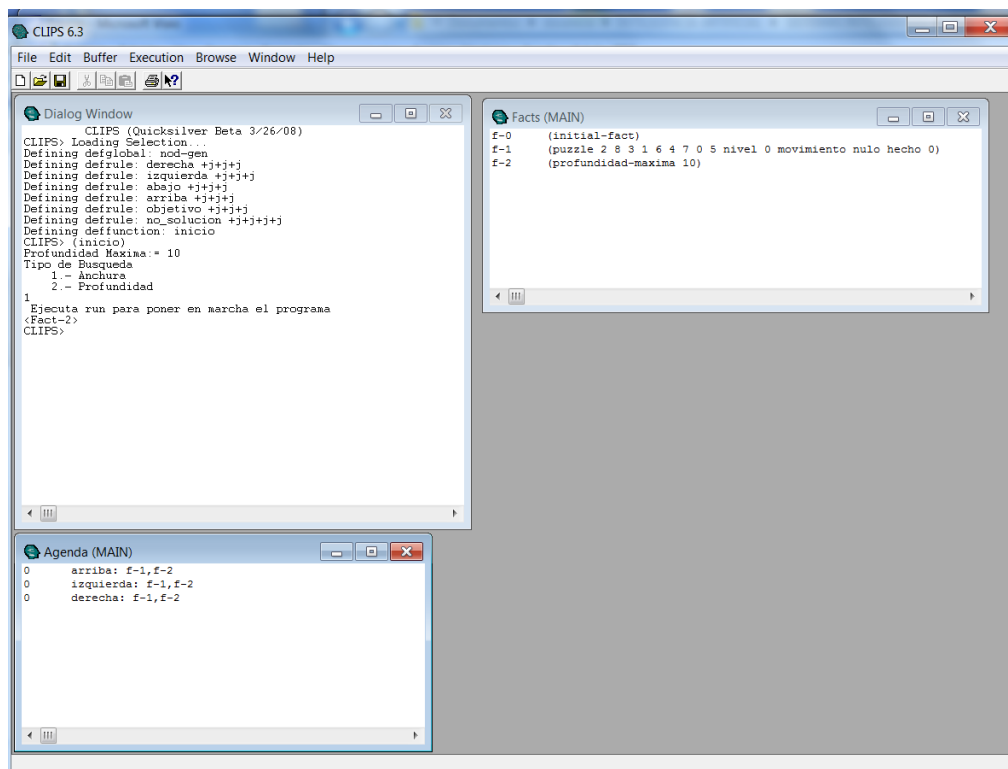 CLIPS 6.3
File Edit Buffer Execution Browse Window Help
Dialog Window
CLIPS (Quicksilver Beta 3/26/08)
CLIPS> Loading Selection...
Defining defglobal: nod-gen
Defining defrule: derecha +j+j+j
Defining defrule: izquierda +j+j+j
Defining defrule: abajo +j+j+j
Defining defrule: arriba +j+j+j
Defining defrule: objetivo +j+j+j
Defining defrule: no_solucion +j+j+j+j
Defining deffunction: inicio
CLIPS> (inicio)
Profundidad Maxima:= 10
Tipo de Busqueda
1.- Anchura
2.- Profundidad
1
Ejecuta run para poner en marcha el programa
<Fact-2>
CLIPS>
Facts (MAIN)
f-0 (initial-fact)
f-1 (puzzle 2 8 3 1 6 4 7 0 5 nivel 0 movimiento nulo hecho 0)
f-2 (profundidad-maxima 10)
Agenda (MAIN)
0 arriba: f-1,f-2
0 izquierda: f-1,f-2
0 derecha: f-1,f-2